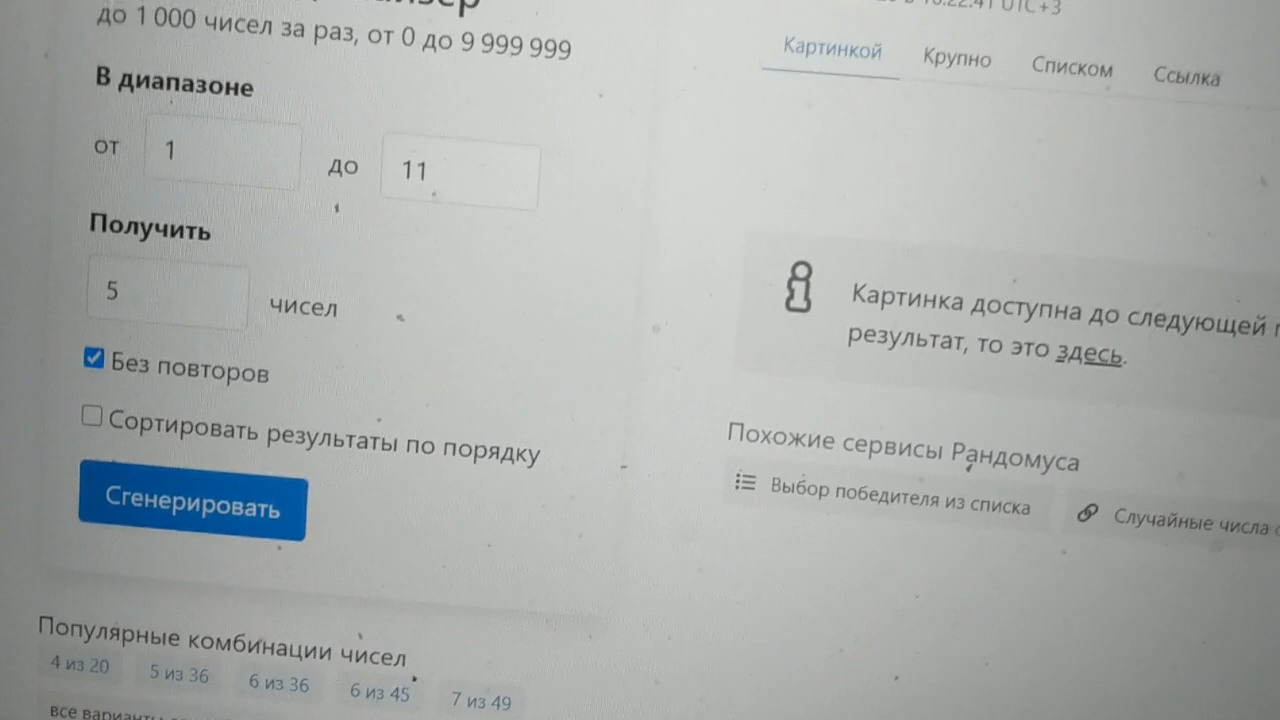 до 1 000 чисел за раз, от 0 до 9 999 999
В диапазоне
от 1 до 11
Получить
5 чисел
Без повторов
Сортировать результаты по порядку
Сгенерировать
Популярные комбинации чисел
4 из 20 5 из 36 6 из 36 6 из 45 7 из 49
все
UTC+3
Картинкой Крупно Списком Ссылка
Картинка доступна до следующей
результат, то это здесь.
Похожие сервисы Рандомуса
Выбор победителя из списка Случайные числа